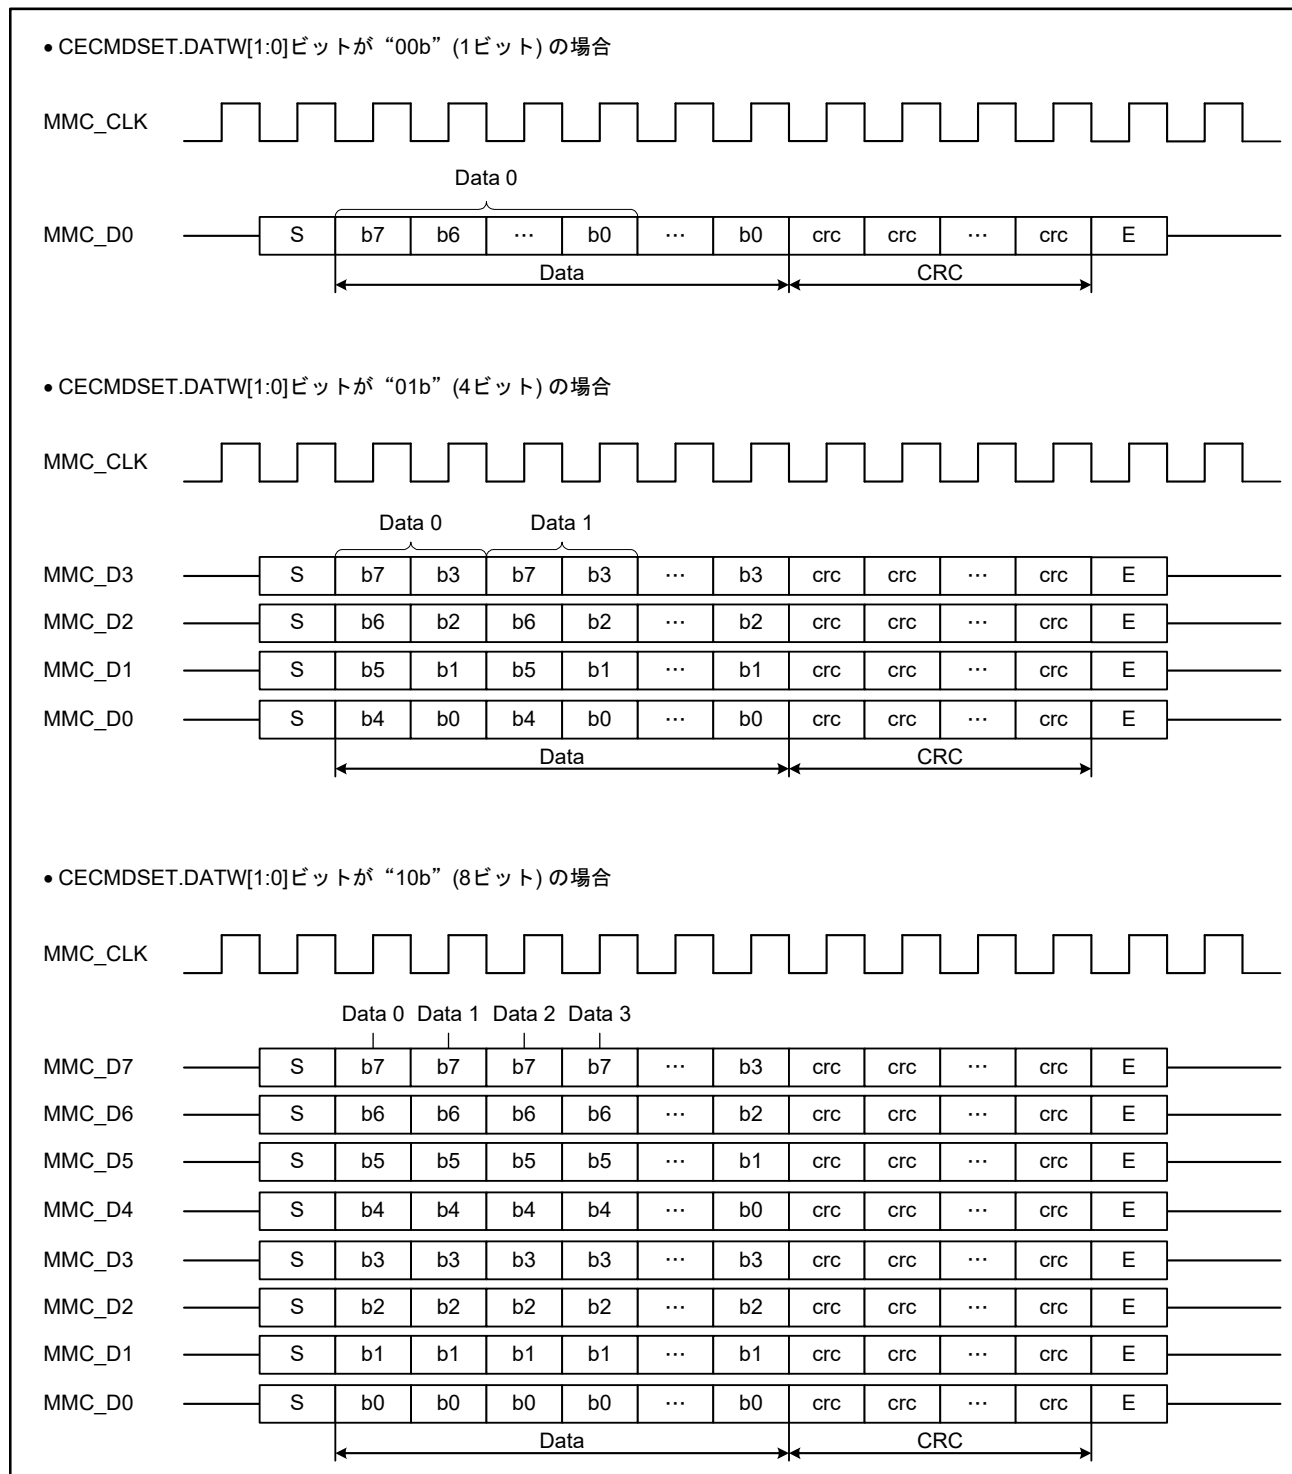 • CECMDSET.DATW[1:0]ビットが“00b”(1ビット) の場合
MMC_CLK
Data 0
MMC_D0 S b7 b6 … b0 … b0 crc crc … crc E
Data CRC
• CECMDSET.DATW[1:0]ビットが“01b”(4ビット) の場合
MMC_CLK
Data 0 Data 1
MMC_D3 S b7 b3 b7 b3 … b3 crc crc … crc E
MMC_D2 S b6 b2 b6 b2 … b2 crc crc … crc E
MMC_D1 S b5 b1 b5 b1 … b1 crc crc … crc E
MMC_D0 S b4 b0 b4 b0 … b0 crc crc … crc E
Data CRC
• CECMDSET.DATW[1:0]ビットが“10b”(8ビット) の場合
MMC_CLK
Data 0 Data 1 Data 2 Data 3
MMC_D7 S b7 b7 b7 b7 … b3 crc crc … crc E
MMC_D6 S b6 b6 b6 b6 … b2 crc crc … crc E
MMC_D5 S b5 b5 b5 b5 … b1 crc crc … crc E
MMC_D4 S b4 b4 b4 b4 … b0 crc crc … crc E
MMC_D3 S b3 b3 b3 b3 … b3 crc crc … crc E
MMC_D2 S b2 b2 b2 b2 … b2 crc crc … crc E
MMC_D1 S b1 b1 b1 b1 … b1 crc crc … crc E
MMC_D0 S b0 b0 b0 b0 … b0 crc crc … crc E
Data CRC